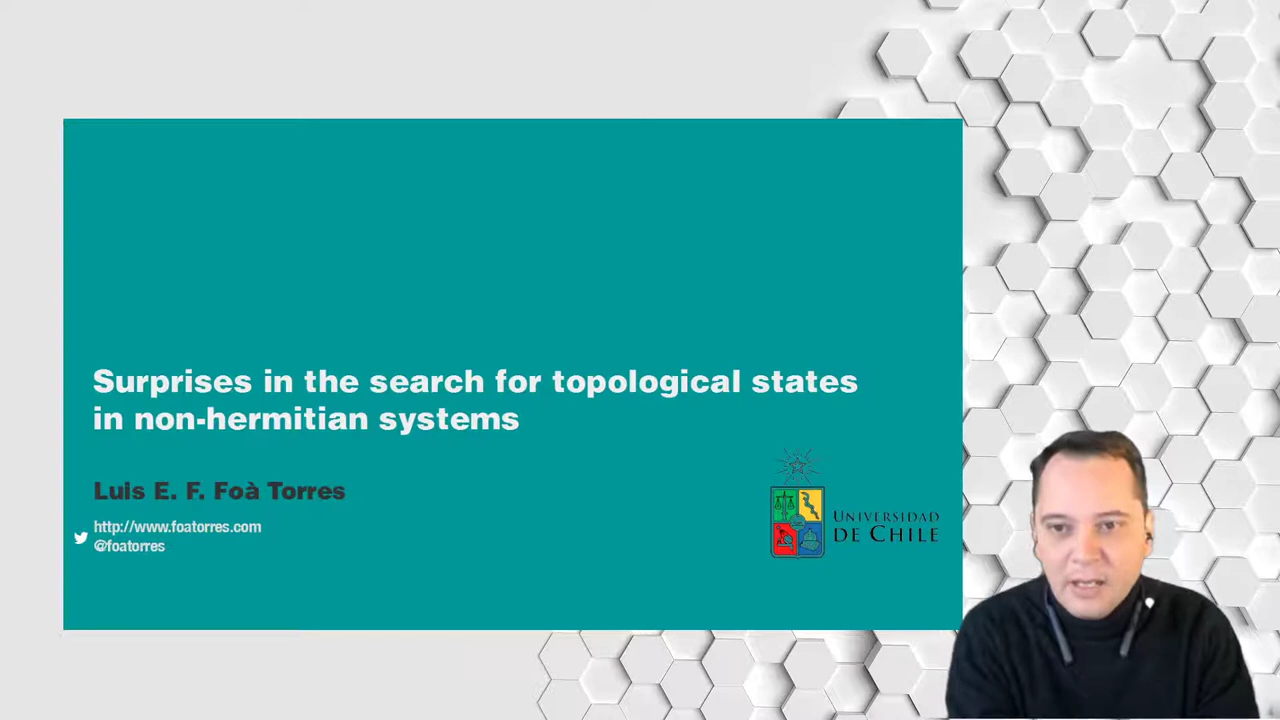 Surprises in the search for topological states
in non-hermitian systems
Luis E. F. Foà Torres
http://www.foatorres.com
@foatorres
UNIVERSIDAD
DE CHILE